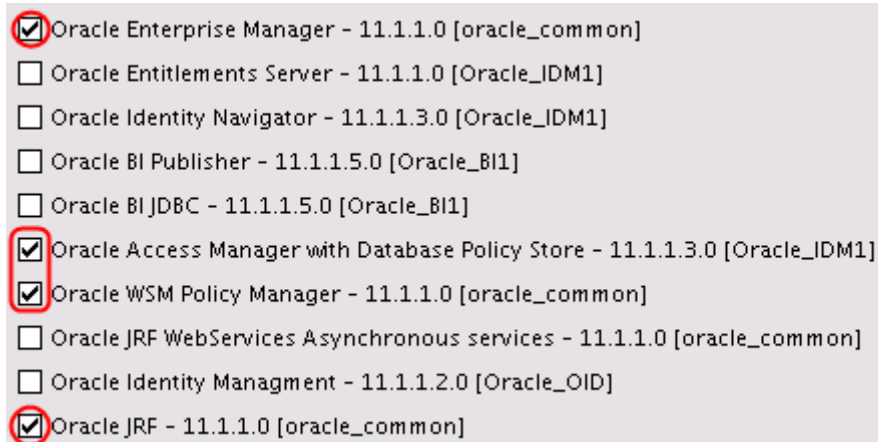 Oracle Enterprise Manager - 11.1.1.0 [oracle_common]
Oracle Entitlements Server - 11.1.1.0 [Oracle_IDM1]
Oracle Identity Navigator - 11.1.1.3.0 [Oracle_IDM1]
Oracle BI Publisher - 11.1.1.5.0 [Oracle_BI1]
Oracle BI JDBC - 11.1.1.5.0 [Oracle_BI1]
Oracle Access Manager with Database Policy Store - 11.1.1.3.0 [Oracle_IDM1]
Oracle WSM Policy Manager - 11.1.1.0 [oracle_common]
Oracle JRF WebServices Asynchronous services - 11.1.1.0 [oracle_common]
Oracle Identity Managment - 11.1.1.2.0 [Oracle_OID]
Oracle JRF - 11.1.1.0 [oracle_common]